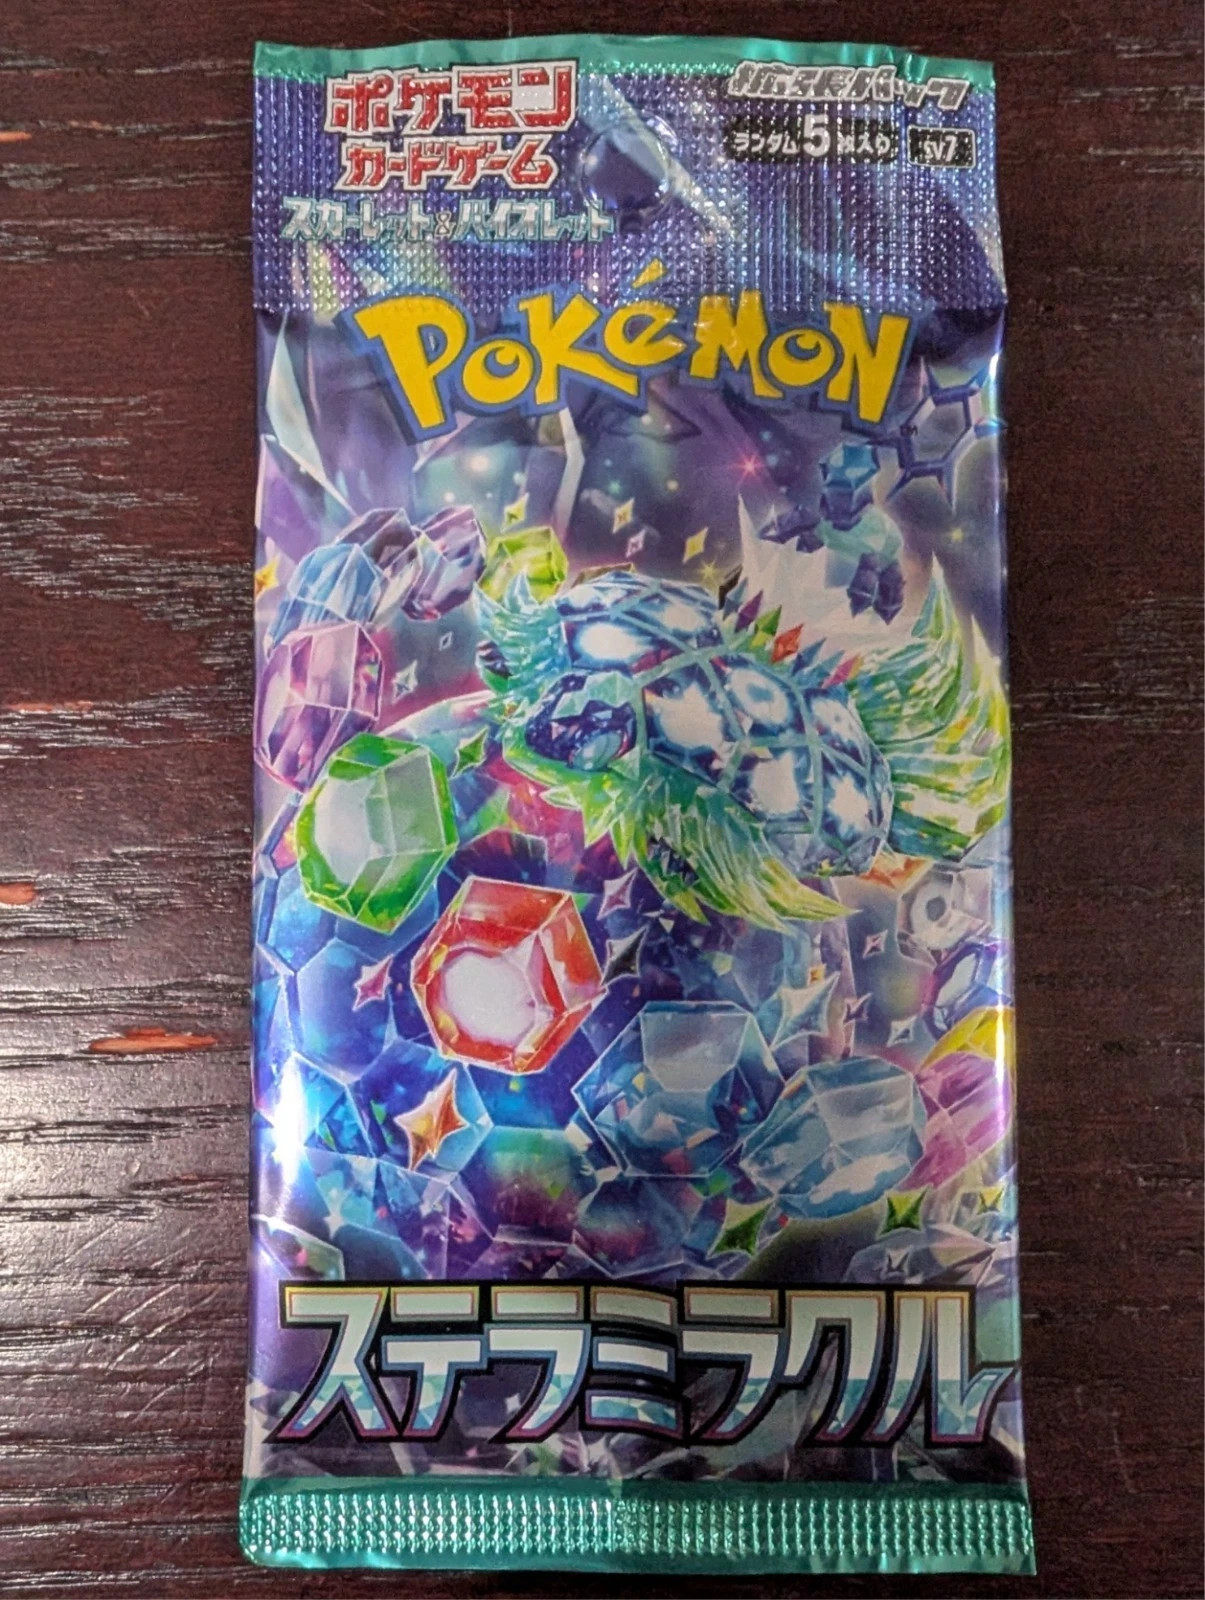 ポケモン
カードゲーム
スカーレット&バイオレット
拡張パック
ランダム5枚入り
sv7
POKéMON
TM
ステラミラクル